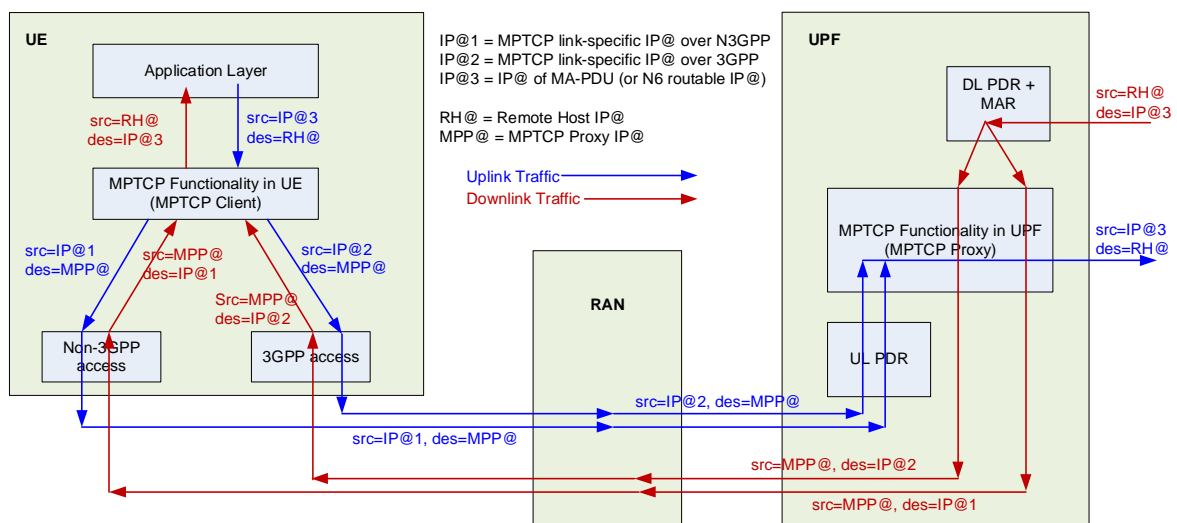 UE
Application Layer
src=RH@
des=IP@3
src=IP@3
des=RH@
MPTCP Functionality in UE
(MPTCP Client)
src=IP@1
des=MPP@
src=MPP@
des=IP@1
src=IP@2
des=MPP@
Src=MPP@
des=IP@2
Non-3GPP
access
3GPP access
IP@1 = MPTCP link-specific IP@ over N3GPP
IP@2 = MPTCP link-specific IP@ over 3GPP
IP@3 = IP@ of MA-PDU (or N6 routable IP@)
RH@ = Remote Host IP@
MPP@ = MPTCP Proxy IP@
Uplink Traffic
Downlink Traffic
RAN
UPF
DL PDR +
MAR
src=RH@
des=IP@3
MPTCP Functionality in UPF
(MPTCP Proxy)
src=IP@3
des=RH@
UL PDR
src=IP@2, des=MPP@
src=IP@1, des=MPP@
src=MPP@, des=IP@2
src=MPP@, des=IP@1